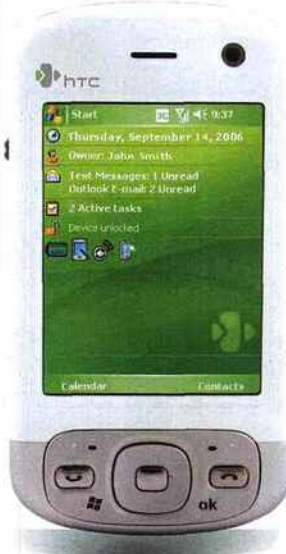 hTC
Start 3G 9:37
Thursday, September 14, 2006
Owner: John Smith
Text Messages: 1 Unread
Outlook E-mail: 2 Unread
2 Active tasks
Device unlocked
Calendar Contacts
ok